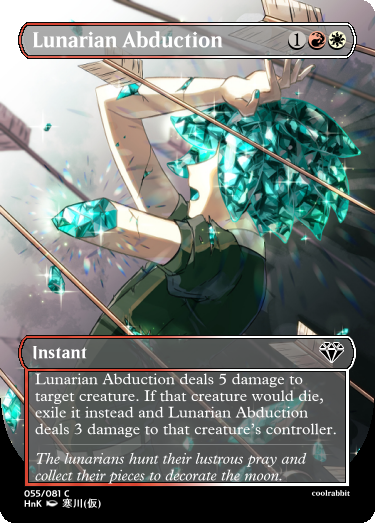 Lunarian Abduction 1
Instant
Lunarian Abduction deals 5 damage to
target creature. If that creature would die,
exile it instead and Lunarian Abduction
deals 3 damage to that creature's controller.
The lunarians hunt their lustrous pray and
collect their pieces to decorate the moon.
055/081 C
HnK 寒川(仮) coolrabbit